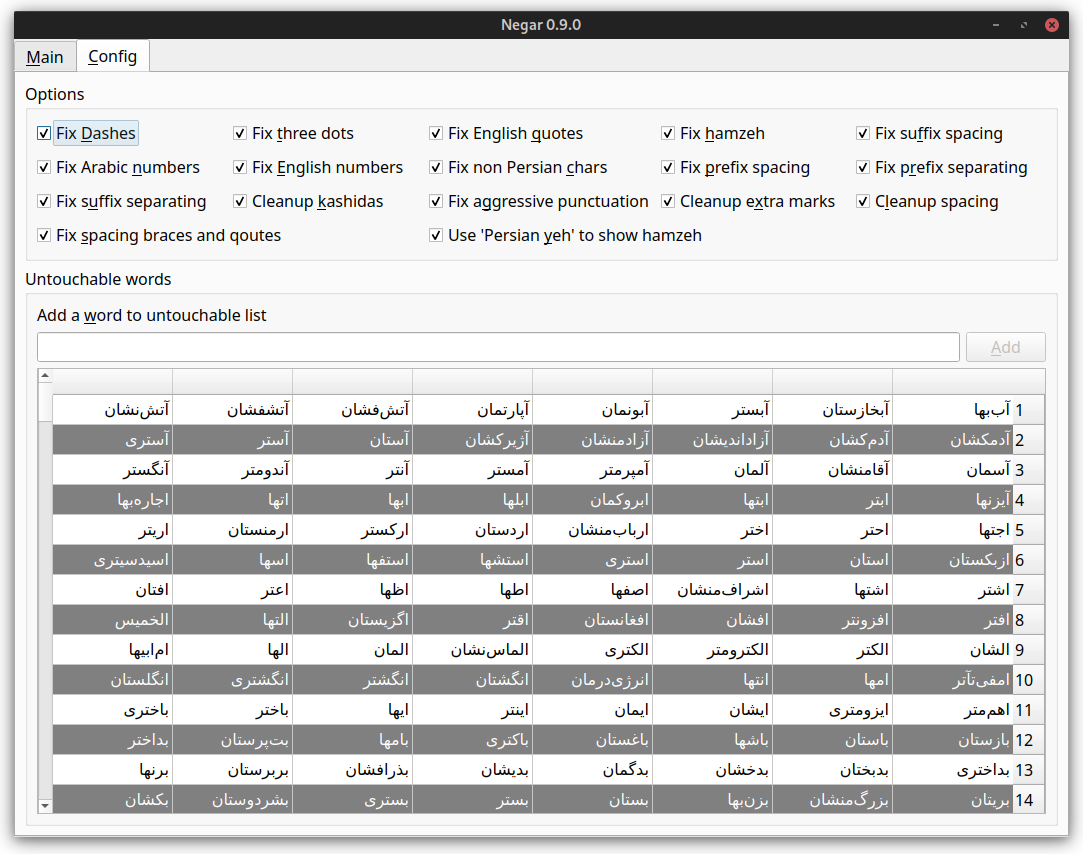 Negar 0.9.0
Main Config
Options
Fix Dashes Fix three dots Fix English quotes Fix hamzeh Fix suffix spacing
Fix Arabic numbers Fix English numbers Fix non Persian chars Fix prefix spacing Fix prefix separating
Fix suffix separating Cleanup kashidas Fix aggressive punctuation Cleanup extra marks Cleanup spacing
Fix spacing braces and qoutes Use 'Persian yeh' to show hamzeh
Untouchable words
Add a word to untouchable list
Add
1 آب‌بها آبخازستان آبستر آبونمان آپارتمان آتش‌فشان آتشفشان آتش‌نشان
2 آدمکشان آدم‌کشان آزاداندیشان آزادمنشان آژیرکشان آستان آستر آستری
3 آسمان آقامنشان آلمان آمپرمتر آمستر آنتر آندومتر آنگستر
4 آیزنها ابتر ابتها ابروکمان ابلها ابها اتها اجاره‌بها
5 اجتها احتر اختر ارباب‌منشان اردستان ارکستر ارمنستان اریتر
6 ازبکستان استان استر استری استشها استفها اسها اسیدسیتری
7 اشتر اشتها اشراف‌منشان اصفها اطها اظها اعتر افتان
8 افتر افزونتر افشان افغانستان اقتر اگزیستان التها الخمیس
9 الشان الکتر الکترومتر الکتری الماس‌نشان المان الها ام‌ابیها
10 امفی‌تآتر امها انتها انرژی‌درمان انگشتان انگشتر انگشتری انگلستان
11 اهم‌متر ایزومتری ایشان ایمان اینتر ایها باختر باختری
12 بازستان باستان باشها باغستان باکتری بامها بت‌پرستان بداختر
13 بداختری بدبختان بدخشان بدگمان بدیشان بذرافشان بربرستان برنها
14 بریتان بزرگ‌منشان بزن‌بها بستان بستر بستری بشردوستان بکشان